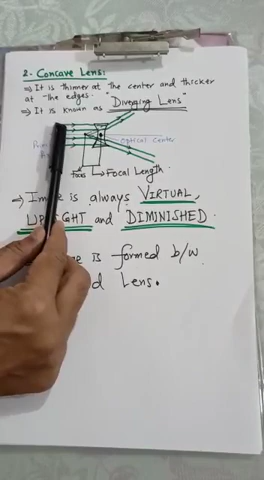 2. Concave Lens:
⇒ It is thinner at the center and thicker
at the edges.
⇒ It is known as Diverging Lens"
optical center
focus
→ Focal Length
⇒ Image is always VIRTUAL,
UPRIGHT and DIMINISHED.
is formed b/w
Lens.